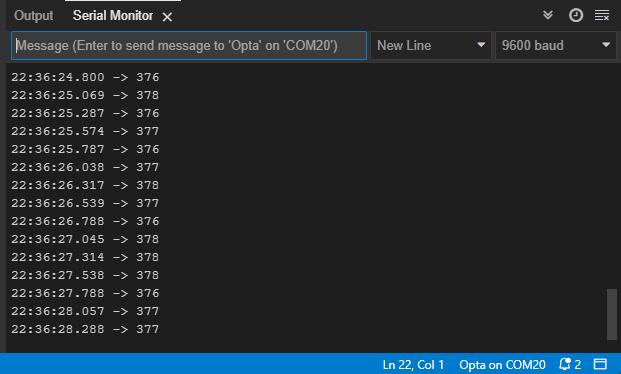 Output Serial Monitor
Message (Enter to send message to 'Opta' on 'COM20') New Line 9600 baud
22:36:24.800 -> 376
22:36:25.069 -> 378
22:36:25.287 -> 376
22:36:25.574 -> 377
22:36:25.787 -> 376
22:36:26.038 -> 377
22:36:26.317 -> 378
22:36:26.539 -> 377
22:36:26.788 -> 376
22:36:27.045 -> 378
22:36:27.314 -> 378
22:36:27.538 -> 378
22:36:27.788 -> 376
22:36:28.057 -> 377
22:36:28.288 -> 377
Ln 22, Col 1 Opta on COM20 2